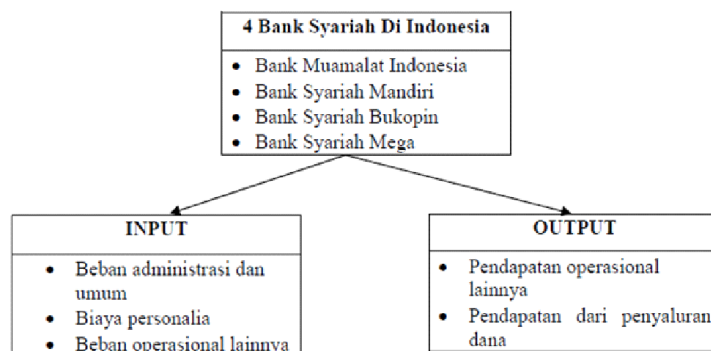 4 Bank Syariah Di Indonesia
• Bank Muamalat Indonesia
• Bank Syariah Mandiri
• Bank Syariah Bukopin
• Bank Syariah Mega
INPUT
• Beban administrasi dan
umum
• Biaya personalia
• Beban operasional lainnya
OUTPUT
• Pendapatan operasional
lainnya
• Pendapatan dari penyaluran
dana